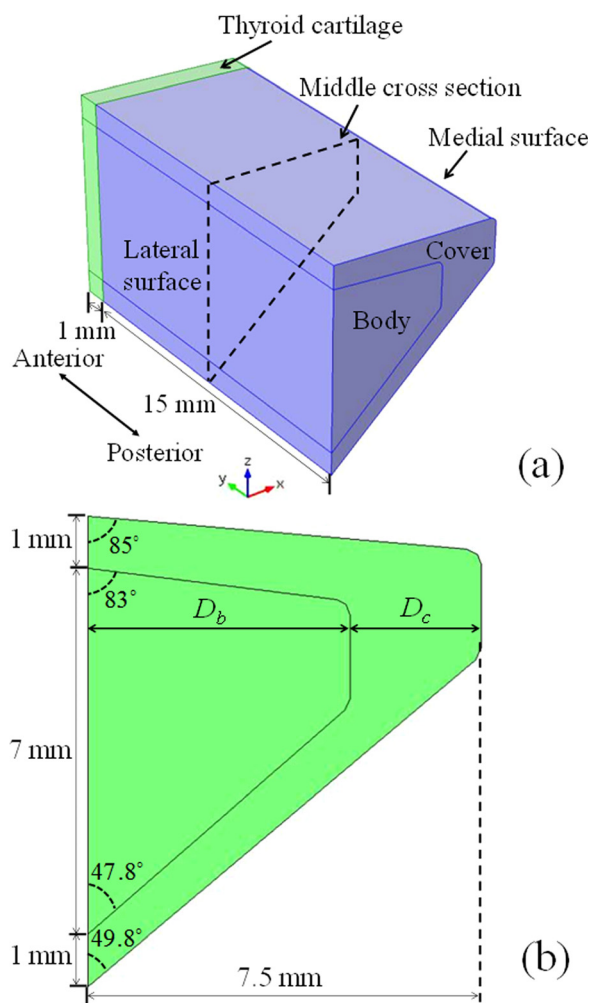 Thyroid cartilage
Middle cross section
Medial surface
Cover
Lateral
surface
Body
1 mm
Anterior
15 mm
Posterior
z
y
x
(a)
1 mm
85°
83°
D_b
D_c
7 mm
47.8°
49.8°
1 mm
7.5 mm
(b)